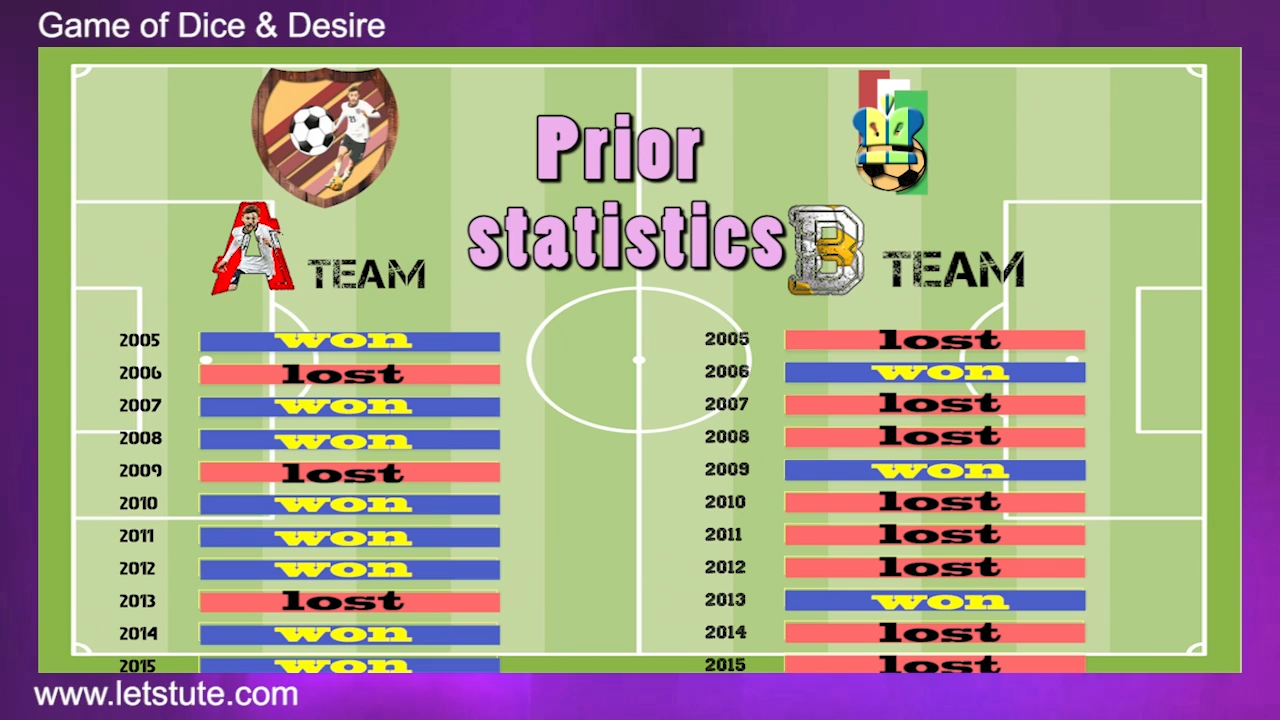 Game of Dice & Desire
Prior
statistics
A TEAM
B TEAM
2005 won
2006 lost
2007 won
2008 won
2009 lost
2010 won
2011 won
2012 won
2013 lost
2014 won
2015 won
2005 lost
2006 won
2007 lost
2008 lost
2009 won
2010 lost
2011 lost
2012 lost
2013 won
2014 lost
2015 lost
www.letstute.com